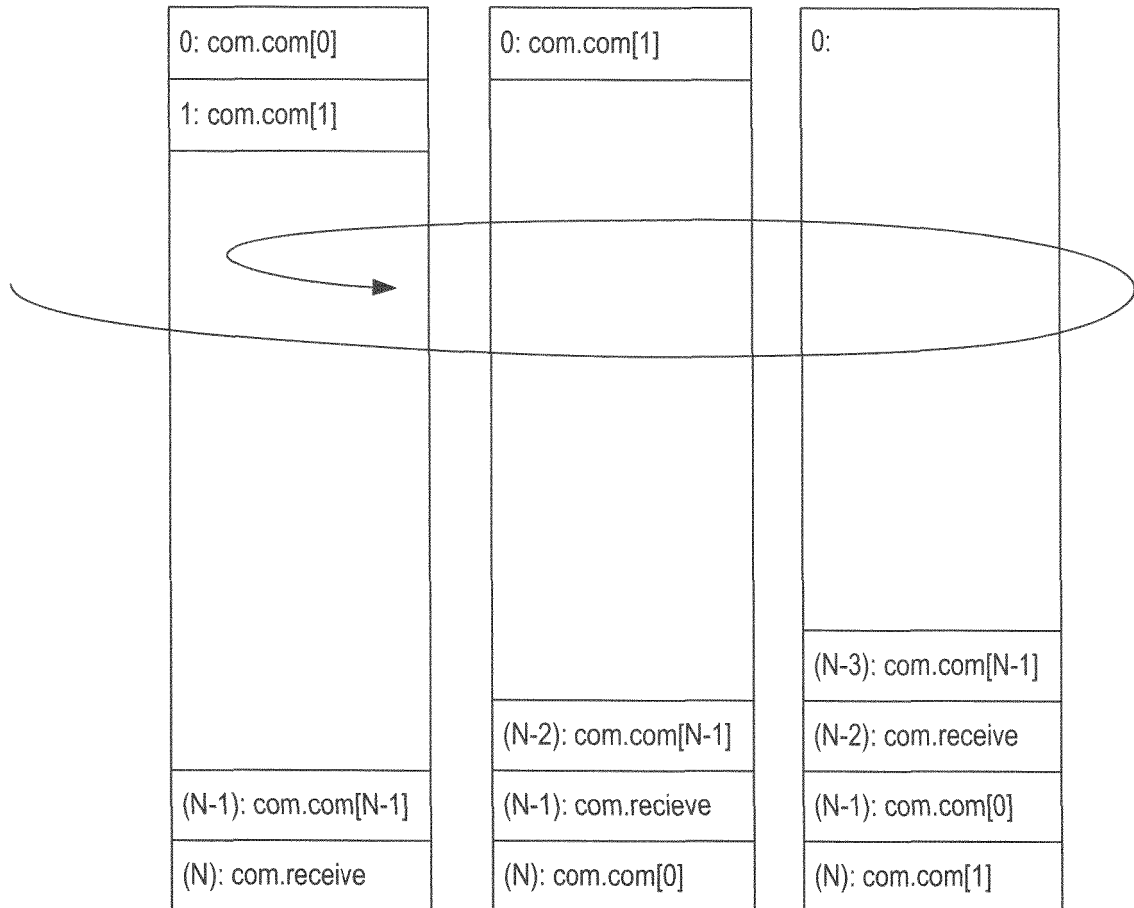 0: com.com[0]
1: com.com[1]
(N-1): com.com[N-1]
(N): com.receive
0: com.com[1]
(N-2): com.com[N-1]
(N-1): com.recieve
(N): com.com[0]
0:
(N-3): com.com[N-1]
(N-2): com.receive
(N-1): com.com[0]
(N): com.com[1]